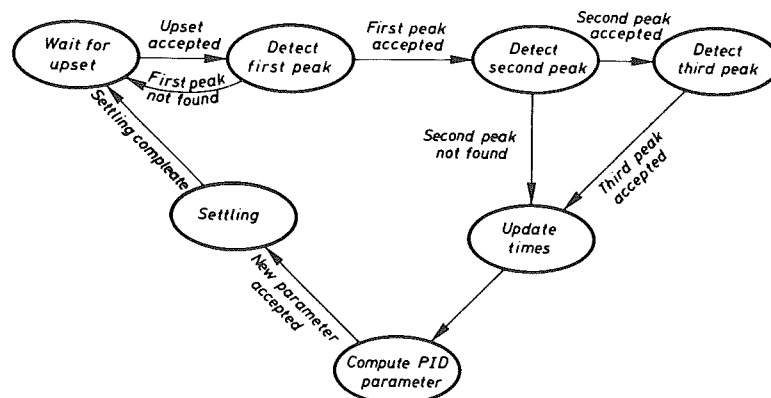 Wait for
upset
Upset
accepted
Detect
first peak
First peak
accepted
Detect
second peak
Second peak
accepted
Detect
third peak
First peak
not found
Settling compleate
Second peak
not found
Third peak
accepted
Settling
Update
times
New parameter
accepted
Compute PID
parameter